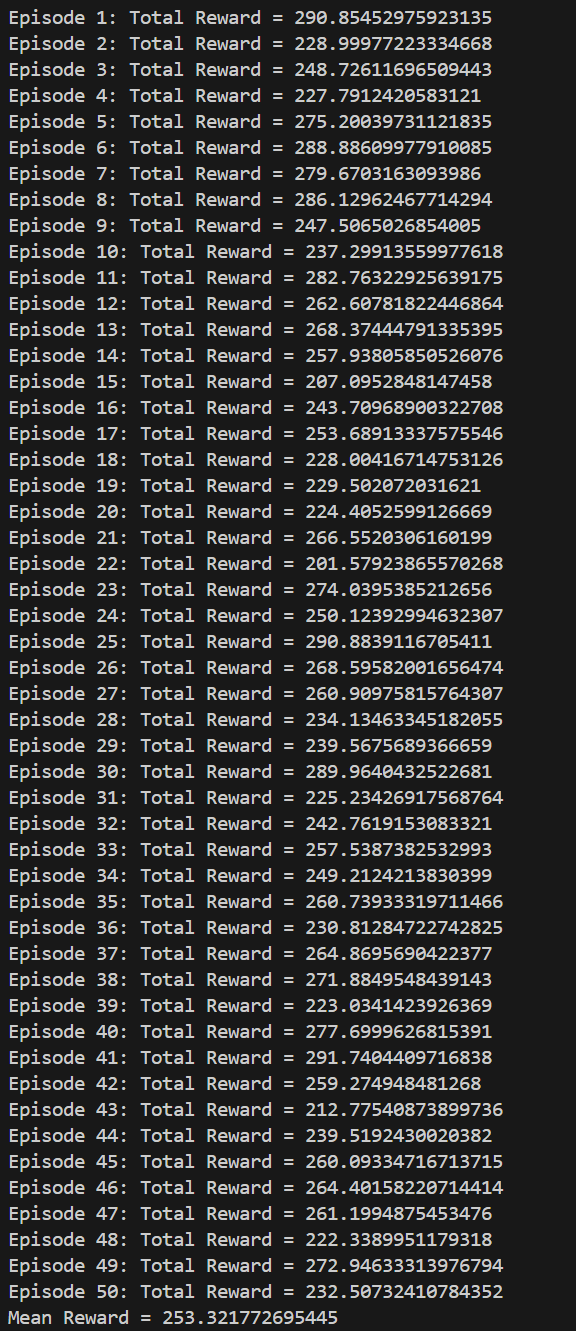 Episode 1: Total Reward = 290.85452975923135
Episode 2: Total Reward = 228.99977223334668
Episode 3: Total Reward = 248.72611696509443
Episode 4: Total Reward = 227.7912420583121
Episode 5: Total Reward = 275.20039731121835
Episode 6: Total Reward = 288.88609977910085
Episode 7: Total Reward = 279.6703163093986
Episode 8: Total Reward = 286.12962467714294
Episode 9: Total Reward = 247.5065026854005
Episode 10: Total Reward = 237.29913559977618
Episode 11: Total Reward = 282.76322925639175
Episode 12: Total Reward = 262.60781822446864
Episode 13: Total Reward = 268.37444791335395
Episode 14: Total Reward = 257.93805850526076
Episode 15: Total Reward = 207.0952848147458
Episode 16: Total Reward = 243.70968900322708
Episode 17: Total Reward = 253.68913337575546
Episode 18: Total Reward = 228.00416714753126
Episode 19: Total Reward = 229.502072031621
Episode 20: Total Reward = 224.4052599126669
Episode 21: Total Reward = 266.5520306160199
Episode 22: Total Reward = 201.57923865570268
Episode 23: Total Reward = 274.0395385212656
Episode 24: Total Reward = 250.12392994632307
Episode 25: Total Reward = 290.8839116705411
Episode 26: Total Reward = 268.59582001656474
Episode 27: Total Reward = 260.90975815764307
Episode 28: Total Reward = 234.13463345182055
Episode 29: Total Reward = 239.5675689366659
Episode 30: Total Reward = 289.9640432522681
Episode 31: Total Reward = 225.23426917568764
Episode 32: Total Reward = 242.7619153083321
Episode 33: Total Reward = 257.5387382532993
Episode 34: Total Reward = 249.2124213830399
Episode 35: Total Reward = 260.73933319711466
Episode 36: Total Reward = 230.81284722742825
Episode 37: Total Reward = 264.8695690422377
Episode 38: Total Reward = 271.8849548439143
Episode 39: Total Reward = 223.0341423926369
Episode 40: Total Reward = 277.6999626815391
Episode 41: Total Reward = 291.7404409716838
Episode 42: Total Reward = 259.274948481268
Episode 43: Total Reward = 212.77540873899736
Episode 44: Total Reward = 239.5192430020382
Episode 45: Total Reward = 260.09334716713715
Episode 46: Total Reward = 264.40158220714414
Episode 47: Total Reward = 261.1994875453476
Episode 48: Total Reward = 222.3389951179318
Episode 49: Total Reward = 272.94633313976794
Episode 50: Total Reward = 232.50732410784352
Mean Reward = 253.321772695445